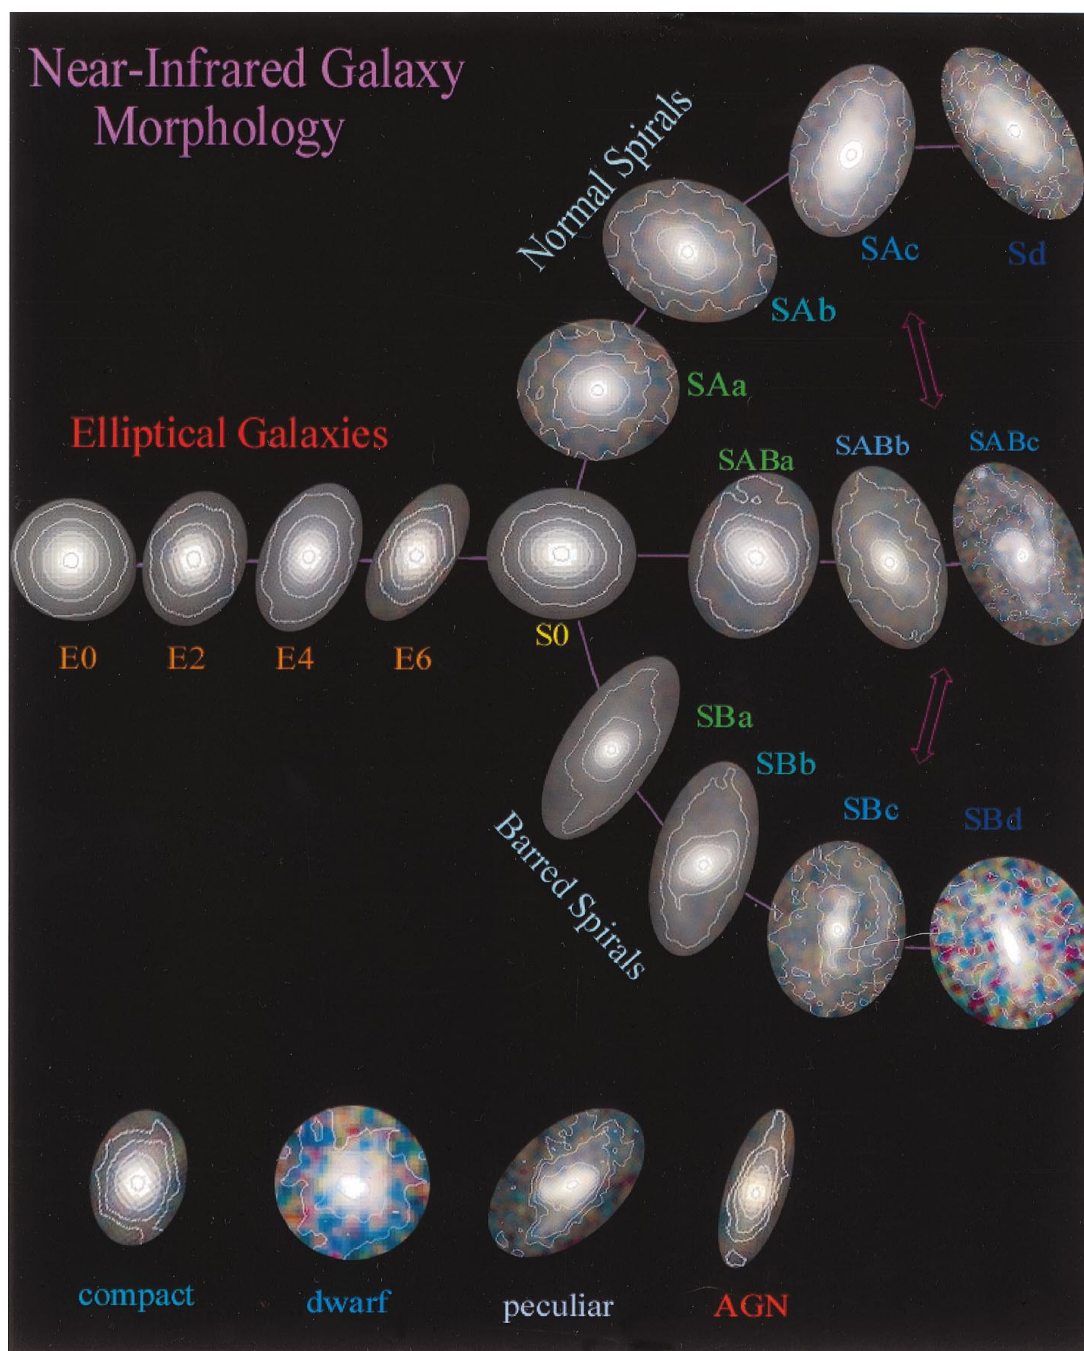 Near-Infrared Galaxy
Morphology
Normal Spirals
SAc
Sd
SAb
SAa
Elliptical Galaxies
SABa
SABb
SABc
E0
E2
E4
E6
S0
SBa
SBb
SBc
SBd
Barred Spirals
compact
dwarf
peculiar
AGN